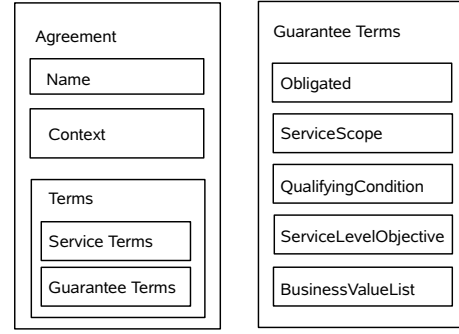 Agreement
Name
Context
Terms
Service Terms
Guarantee Terms
Guarantee Terms
Obligated
ServiceScope
QualifyingCondition
ServiceLevelObjective
BusinessValueList